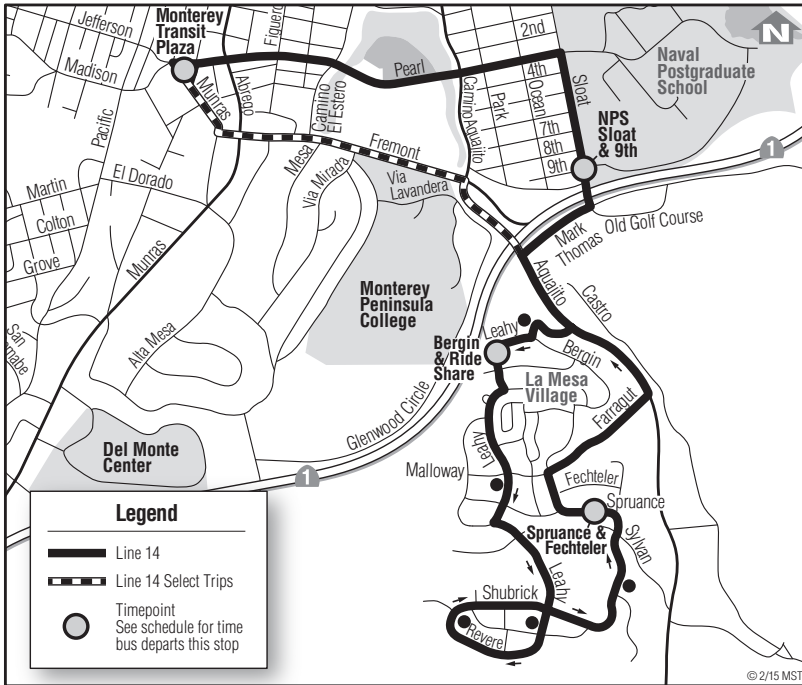 Monterey
Transit
Plaza
Jefferson
Madison
Figuero
2nd
N
Naval
Postgraduate
School
Pearl
4th
Ocean
Sloat
Park
7th
8th
9th
NPS
Sloat
& 9th
Munras
Abrego
Camino
El Estero
Camino Aguajito
Pacific
Mesa
Fremont
Via Mirada
Via
Lavandera
1
El Dorado
Martin
Colton
Grove
Munras
Old Golf Course
Mark
Thomas
Aguajito
Castro
Monterey
Peninsula
College
San
rnabe
Alta Mesa
Leahy
Bergin
& Ride
Share
Bergin
La Mesa
Village
Farragut
Glenwood Circle
Del Monte
Center
1
Leahy
Malloway
Fechteler
Spruance
Spruance &
Fechteler
Sylvan
Leahy
Shubrick
Revere
Legend
Line 14
Line 14 Select Trips
Timepoint
See schedule for time
bus departs this stop
© 2/15 MST